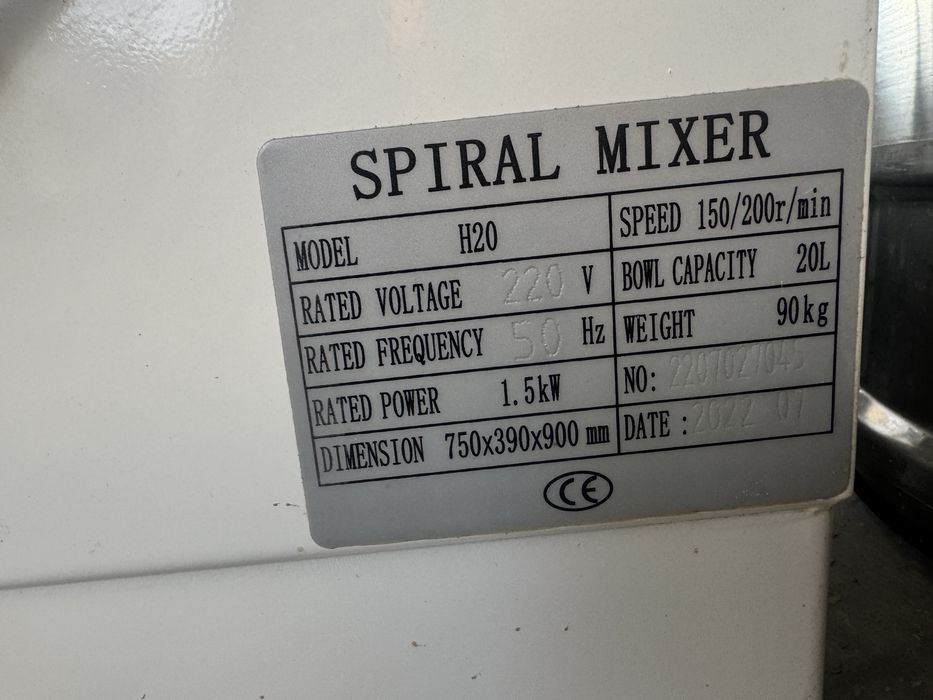 SPIRAL MIXER
MODEL H20
SPEED 150/200r/min
RATED VOLTAGE 220 V
BOWL CAPACITY 20L
RATED FREQUENCY 50 Hz
WEIGHT 90kg
RATED POWER 1.5kW
NO: 2207027045
DIMENSION 750x390x900 mm
DATE : 2022 07
CE